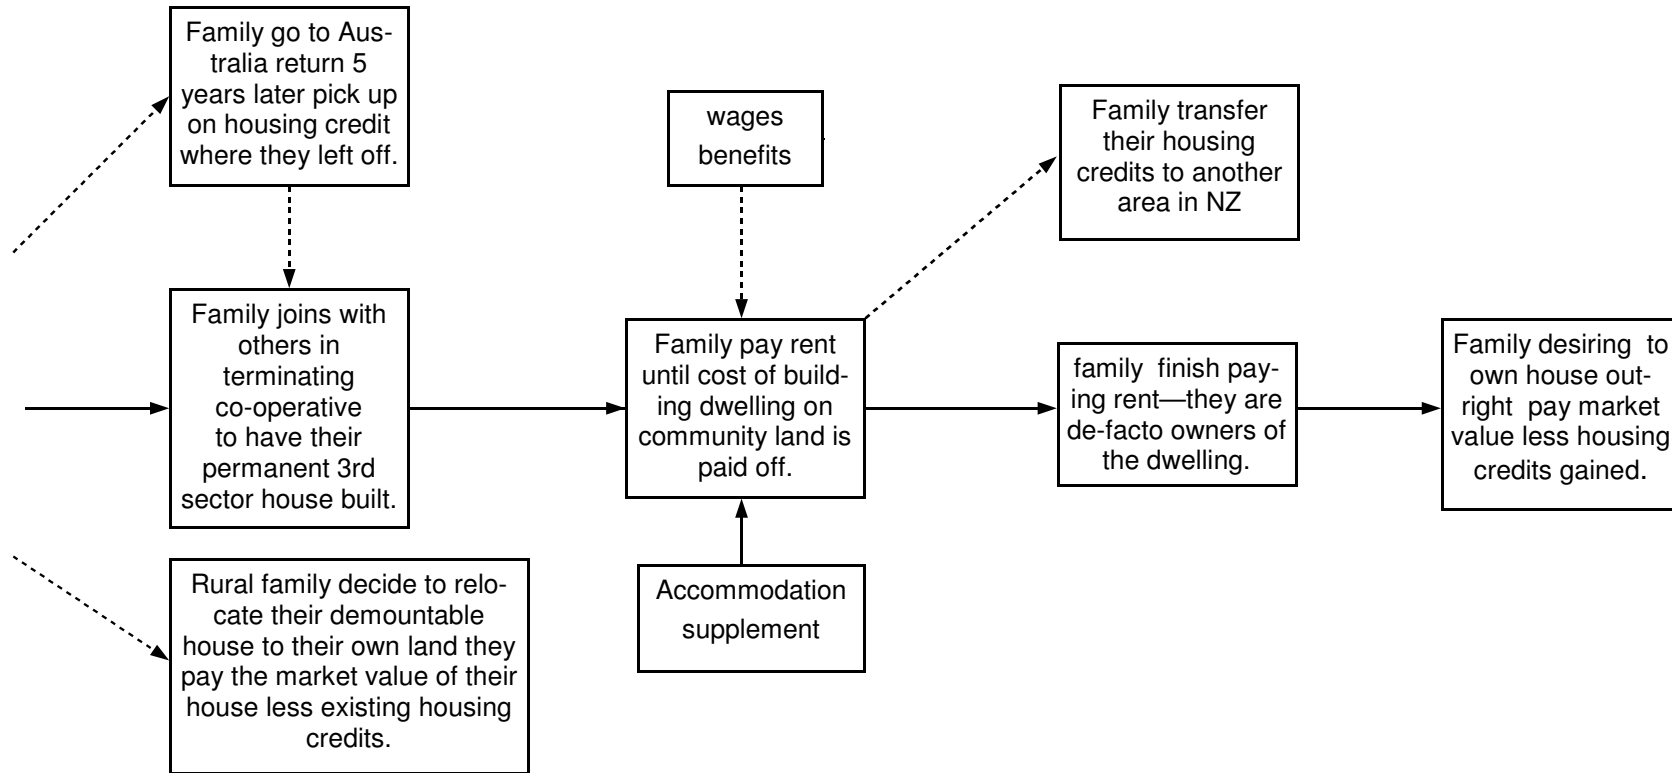 Family go to Aus-
tralia return 5
years later pick up
on housing credit
where they left off.
wages
benefits
Family transfer
their housing
credits to another
area in NZ
Family joins with
others in
terminating
co-operative
to have their
permanent 3rd
sector house built.
Family pay rent
until cost of build-
ing dwelling on
community land is
paid off.
family finish pay-
ing rent—they are
de-facto owners of
the dwelling.
Family desiring to
own house out-
right pay market
value less housing
credits gained.
Rural family decide to relo-
cate their demountable
house to their own land they
pay the market value of their
house less existing housing
credits.
Accommodation
supplement